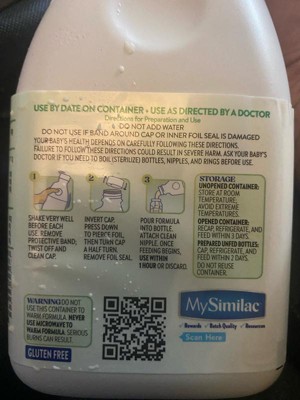 USE BY DATE ON CONTAINER • USE AS DIRECTED BY A DOCTOR
Directions for Preparation and Use
• DO NOT ADD WATER
DO NOT USE IF BAND AROUND CAP OR INNER FOIL SEAL IS DAMAGED
YOUR BABY'S HEALTH DEPENDS ON CAREFULLY FOLLOWING THESE DIRECTIONS.
FAILURE TO FOLLOW THESE DIRECTIONS COULD RESULT IN SEVERE HARM. ASK YOUR BABY'S
DOCTOR IF YOU NEED TO BOIL (STERILIZE) BOTTLES, NIPPLES, AND RINGS BEFORE USE.
1
SHAKE VERY WELL
BEFORE EACH
USE. REMOVE
PROTECTIVE BAND;
TWIST OFF AND
CLEAN CAP.
2
INVERT CAP.
PRESS DOWN
TO PIERCE FOIL,
THEN TURN CAP
A HALF TURN.
REMOVE FOIL SEAL.
3
POUR FORMULA
INTO BOTTLE.
ATTACH CLEAN
NIPPLE. ONCE
FEEDING BEGINS,
USE WITHIN
1 HOUR OR DISCARD.
STORAGE
UNOPENED CONTAINER:
STORE AT ROOM
TEMPERATURE.
AVOID EXTREME
TEMPERATURES.
OPENED CONTAINER:
RECAP, REFRIGERATE, AND
FEED WITHIN 3 DAYS.
PREPARED UNFED BOTTLES:
CAP, REFRIGERATE, AND
FEED WITHIN 2 DAYS.
DO NOT REUSE
CONTAINER.
WARNING: DO NOT
USE THIS CONTAINER TO
WARM FORMULA. NEVER
USE MICROWAVE TO
WARM FORMULA. SERIOUS
BURNS CAN RESULT.
GLUTEN FREE
MySimilac
✓ Rewards ✓ Batch Quality ✓ Resources
Scan Here